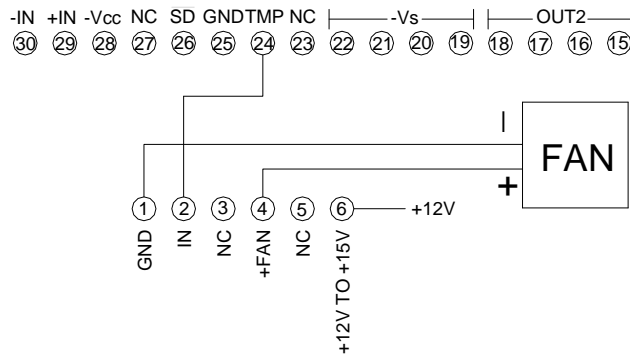 -IN +IN -Vcc NC SD GND TMP NC -Vs OUT2
30 29 28 27 26 25 24 23 22 21 20 19 18 17 16 15
FAN
+
1 2 3 4 5 6 +12V
GND
IN
NC
+FAN
NC
+12V TO +15V